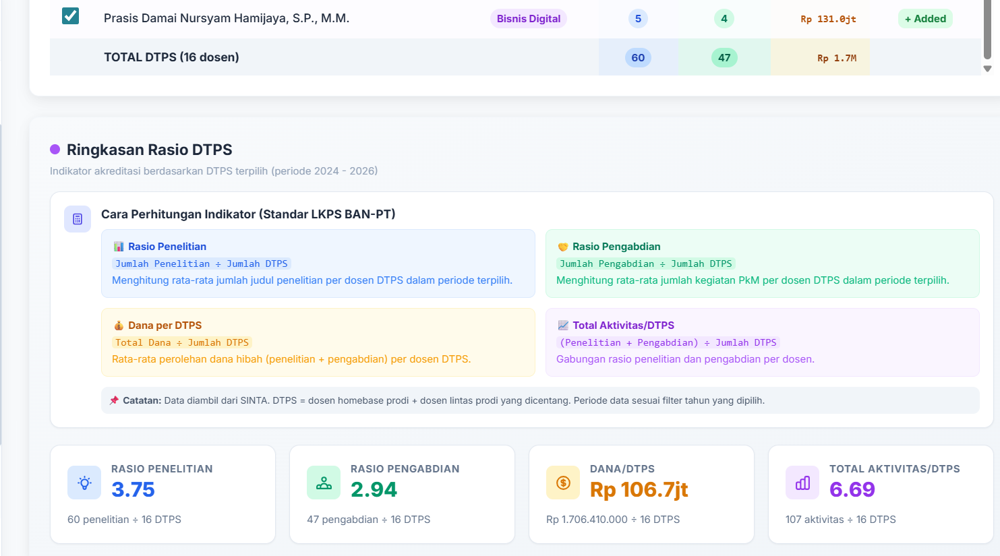 Prasis Damai Nursyam Hamijaya, S.P., M.M. Bisnis Digital 5 4 Rp 131.0jt + Added
TOTAL DTPS (16 dosen) 60 47 Rp 1.7M
Ringkasan Rasio DTPS
Indikator akreditasi berdasarkan DTPS terpilih (periode 2024 - 2026)
Cara Perhitungan Indikator (Standar LKPS BAN-PT)
Rasio Penelitian
Jumlah Penelitian ÷ Jumlah DTPS
Menghitung rata-rata jumlah judul penelitian per dosen DTPS dalam periode terpilih.
Rasio Pengabdian
Jumlah Pengabdian ÷ Jumlah DTPS
Menghitung rata-rata jumlah kegiatan PkM per dosen DTPS dalam periode terpilih.
Dana per DTPS
Total Dana ÷ Jumlah DTPS
Rata-rata perolehan dana hibah (penelitian + pengabdian) per dosen DTPS.
Total Aktivitas/DTPS
(Penelitian + Pengabdian) ÷ Jumlah DTPS
Gabungan rasio penelitian dan pengabdian per dosen.
Catatan: Data diambil dari SINTA. DTPS = dosen homebase prodi + dosen lintas prodi yang dicentang. Periode data sesuai filter tahun yang dipilih.
RASIO PENELITIAN
3.75
60 penelitian ÷ 16 DTPS
RASIO PENGABDIAN
2.94
47 pengabdian ÷ 16 DTPS
DANA/DTPS
Rp 106.7jt
Rp 1.706.410.000 ÷ 16 DTPS
TOTAL AKTIVITAS/DTPS
6.69
107 aktivitas ÷ 16 DTPS